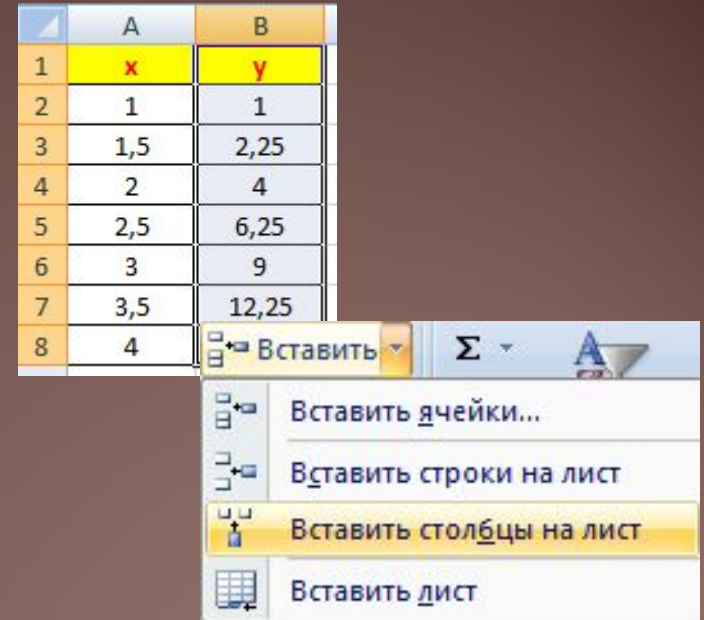 A B
1 x y
2 1 1
3 1,5 2,25
4 2 4
5 2,5 6,25
6 3 9
7 3,5 12,25
8 4
Вставить Σ A
Вставить ячейки...
Вставить строки на лист
Вставить столбцы на лист
Вставить лист